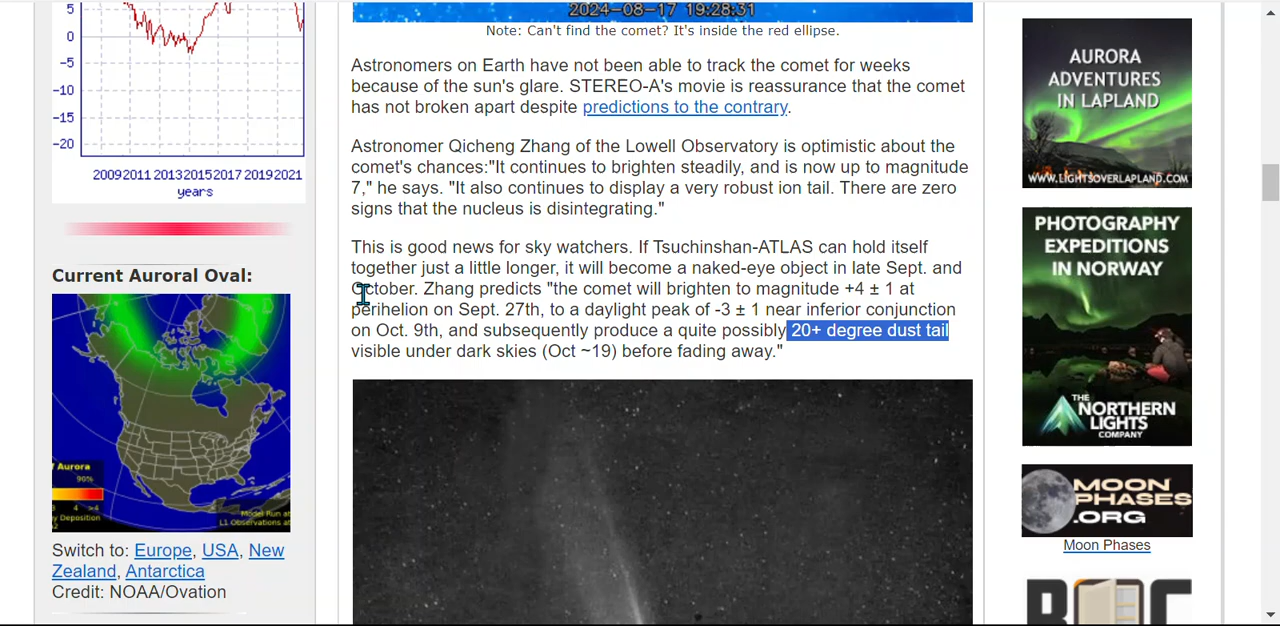 5
0
-5
-10
-15
-20
2009 2011 2013 2015 2017 2019 2021
years
Current Auroral Oval:
f Aurora
90%
4 >4
y Deposition
Model Run at
L1 Observations at
Switch to: Europe, USA, New
Zealand, Antarctica
Credit: NOAA/Ovation
2024-08-17 19:28:31
Note: Can't find the comet? It's inside the red ellipse.
Astronomers on Earth have not been able to track the comet for weeks
because of the sun's glare. STEREO-A's movie is reassurance that the comet
has not broken apart despite predictions to the contrary.
Astronomer Qicheng Zhang of the Lowell Observatory is optimistic about the
comet's chances:"It continues to brighten steadily, and is now up to magnitude
7," he says. "It also continues to display a very robust ion tail. There are zero
signs that the nucleus is disintegrating."
This is good news for sky watchers. If Tsuchinshan-ATLAS can hold itself
together just a little longer, it will become a naked-eye object in late Sept. and
October. Zhang predicts "the comet will brighten to magnitude +4 ± 1 at
perihelion on Sept. 27th, to a daylight peak of -3 ± 1 near inferior conjunction
on Oct. 9th, and subsequently produce a quite possibly 20+ degree dust tail
visible under dark skies (Oct ~19) before fading away."
AURORA
ADVENTURES
IN LAPLAND
WWW.LIGHTSOVERLAPLAND.COM
PHOTOGRAPHY
EXPEDITIONS
IN NORWAY
THE
NORTHERN
LIGHTS
COMPANY
MOON
PHASES
.ORG
Moon Phases